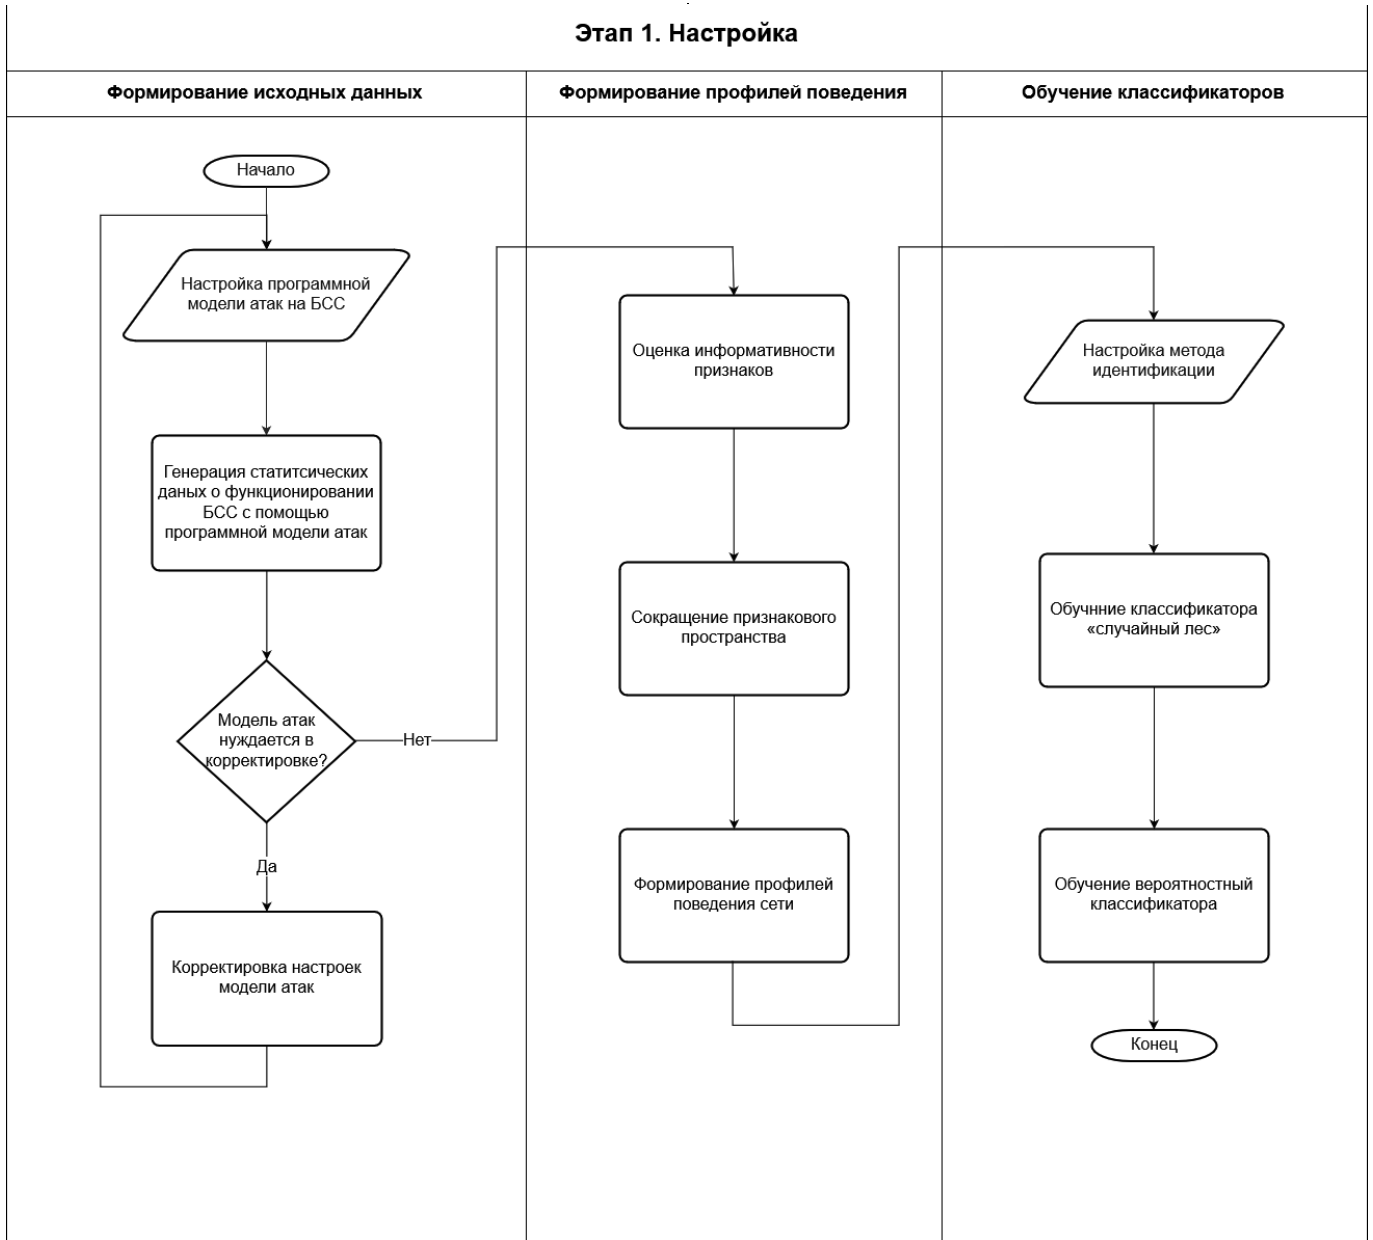 Этап 1. Настройка
Формирование исходных данных
Формирование профилей поведения
Обучение классификаторов
Начало
Настройка программной
модели атак на БСС
Генерация статитсических
даных о функционировании
БСС с помощью
программной модели атак
Модель атак
нуждается в
корректировке?
Нет
Да
Корректировка настроек
модели атак
Оценка информативности
признаков
Сокращение признакового
пространства
Формирование профилей
поведения сети
Настройка метода
идентификации
Обучнние классификатора
«случайный лес»
Обучение вероятностный
классификатора
Конец